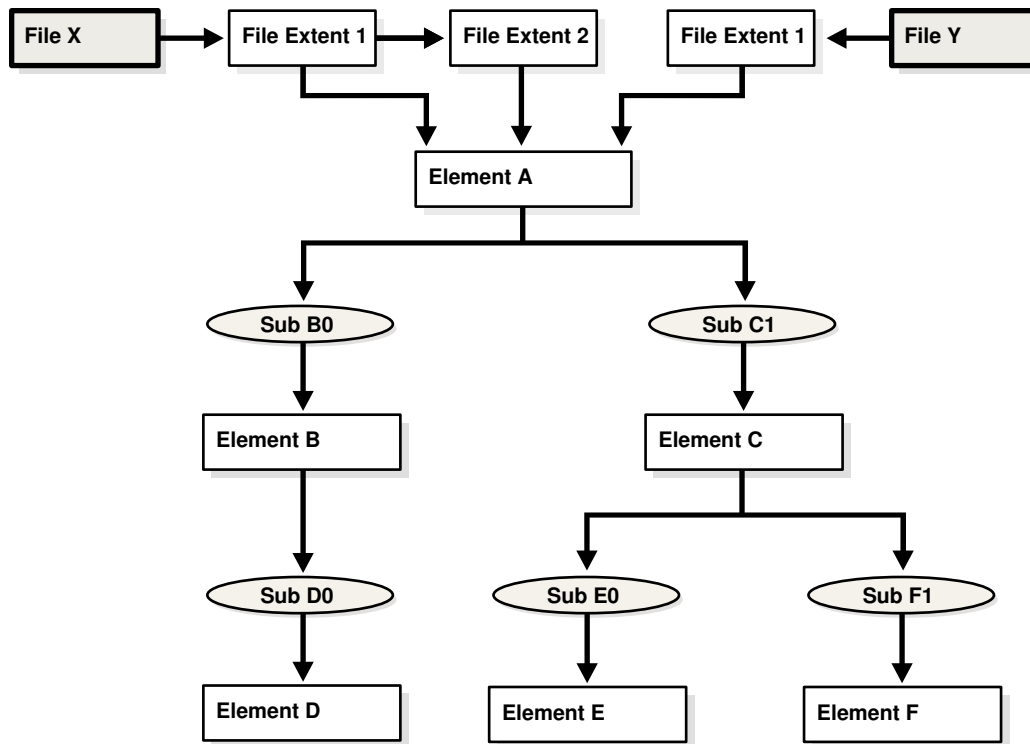 File X
File Extent 1
File Extent 2
File Extent 1
File Y
Element A
Sub B0
Sub C1
Element B
Element C
Sub D0
Sub E0
Sub F1
Element D
Element E
Element F